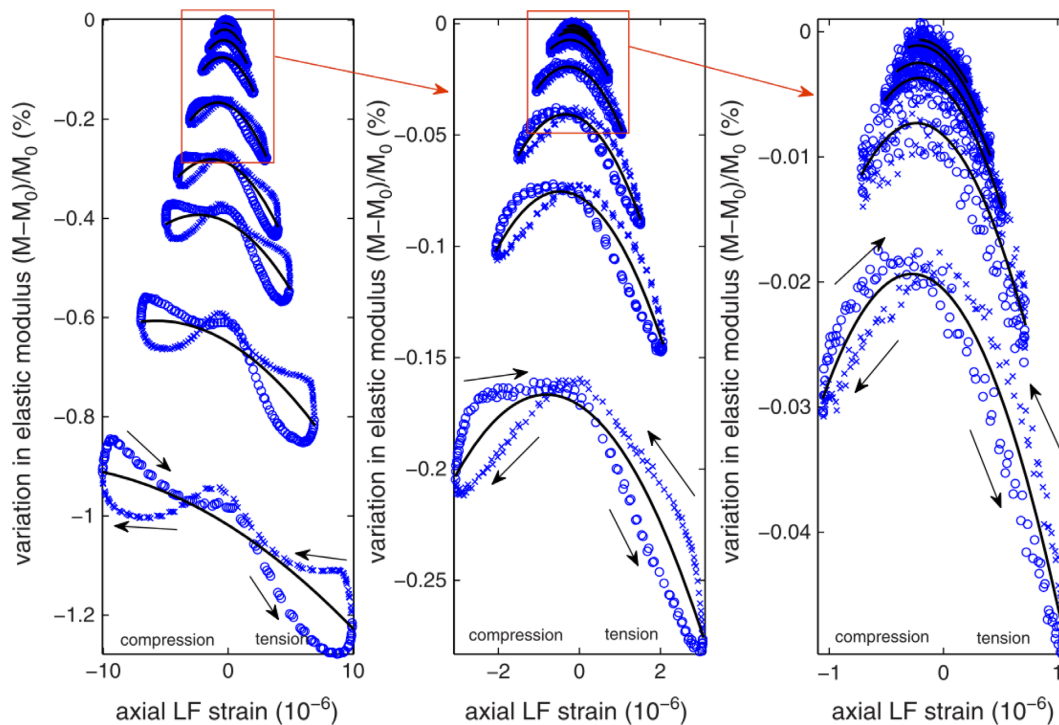 variation in elastic modulus (M−M₀)/M₀ (%)
0
−0.2
−0.4
−0.6
−0.8
−1
−1.2
compression
tension
−10
0
10
axial LF strain (10⁻⁶)
variation in elastic modulus (M−M₀)/M₀ (%)
0
−0.05
−0.1
−0.15
−0.2
−0.25
compression
tension
−2
0
2
axial LF strain (10⁻⁶)
variation in elastic modulus (M−M₀)/M₀ (%)
0
−0.01
−0.02
−0.03
−0.04
compression
tension
−1
0
1
axial LF strain (10⁻⁶)